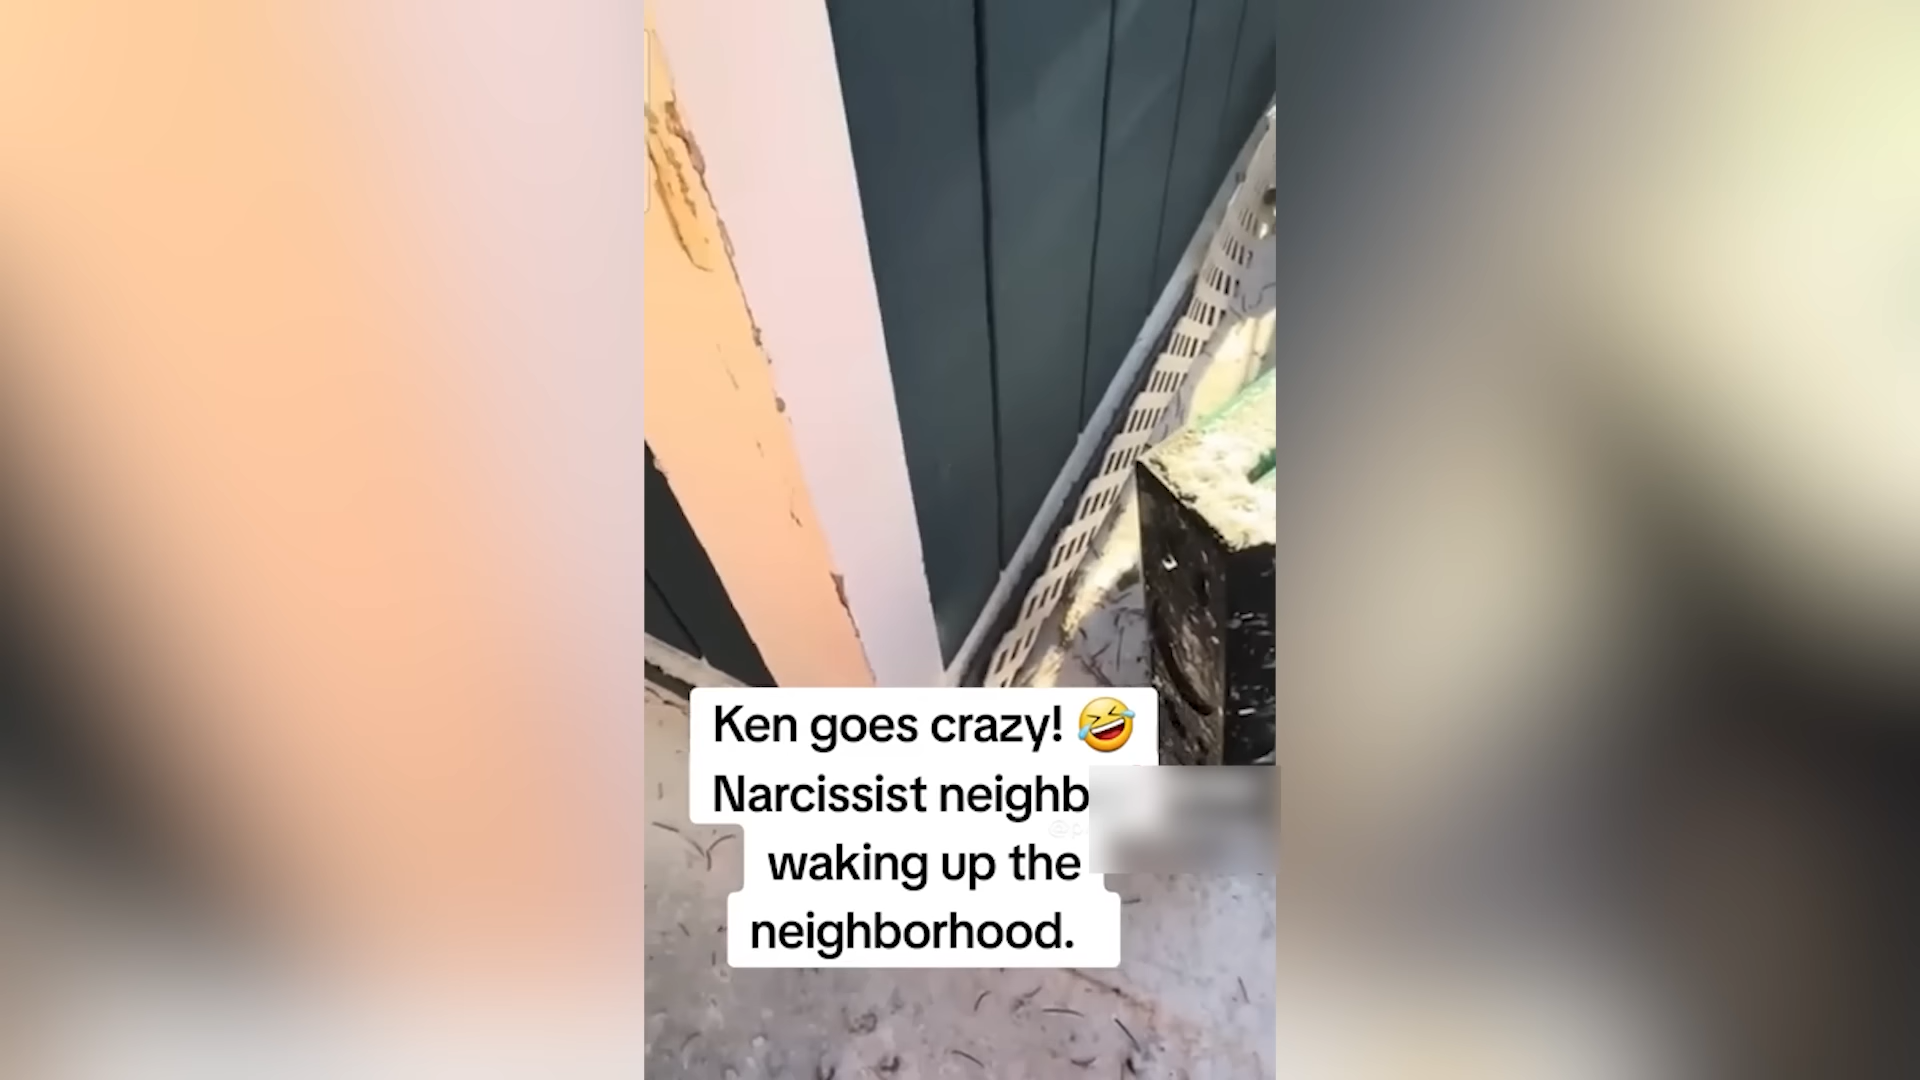 Ken goes crazy! 🤣
Narcissist neighb
waking up the
neighborhood.